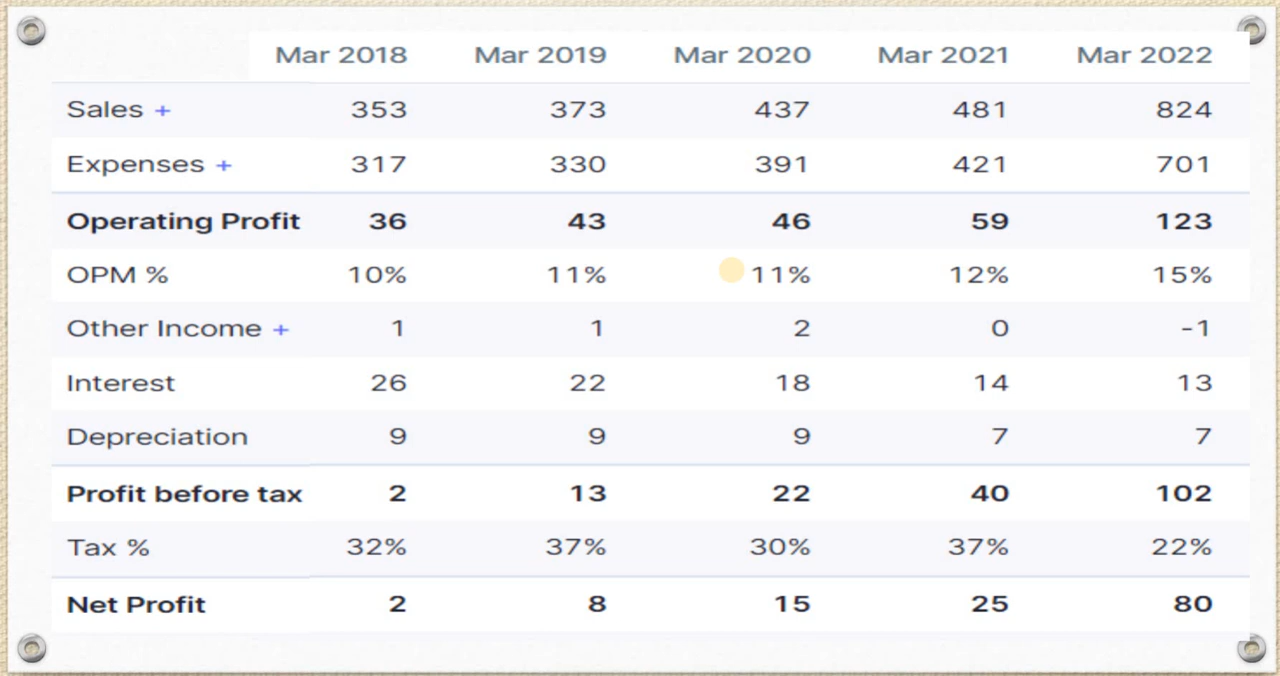 Mar 2018 Mar 2019 Mar 2020 Mar 2021 Mar 2022
Sales + 353 373 437 481 824
Expenses + 317 330 391 421 701
Operating Profit 36 43 46 59 123
OPM % 10% 11% 11% 12% 15%
Other Income + 1 1 2 0 -1
Interest 26 22 18 14 13
Depreciation 9 9 9 7 7
Profit before tax 2 13 22 40 102
Tax % 32% 37% 30% 37% 22%
Net Profit 2 8 15 25 80